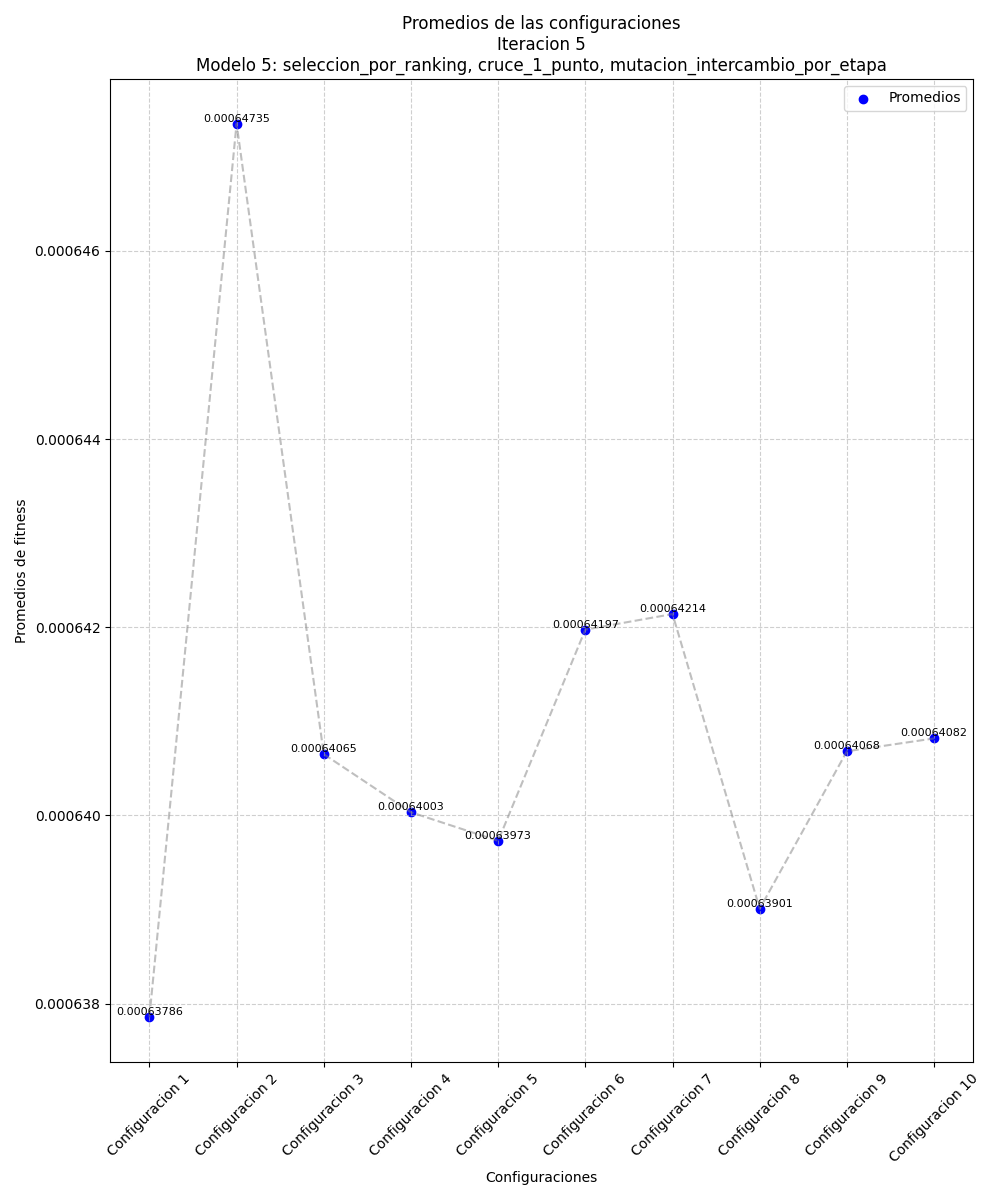 Promedios de las configuraciones
Iteracion 5
Modelo 5: seleccion_por_ranking, cruce_1_punto, mutacion_intercambio_por_etapa
Promedios
0.00064735
0.000646
0.000644
0.00064214
0.00064197
0.000642
0.00064082
0.00064068
0.00064065
0.00064003
0.000640
0.00063973
0.00063901
0.000638
0.00063786
Promedios de fitness
Configuracion 1
Configuracion 2
Configuracion 3
Configuracion 4
Configuracion 5
Configuracion 6
Configuracion 7
Configuracion 8
Configuracion 9
Configuracion 10
Configuraciones